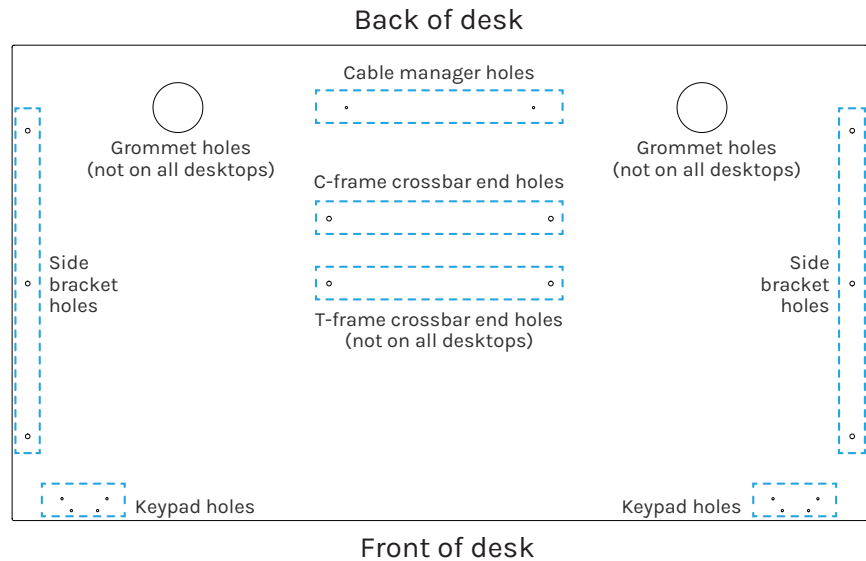 Back of desk
Cable manager holes
Grommet holes
(not on all desktops)
Grommet holes
(not on all desktops)
C-frame crossbar end holes
Side
bracket
holes
Side
bracket
holes
T-frame crossbar end holes
(not on all desktops)
Keypad holes
Keypad holes
Front of desk